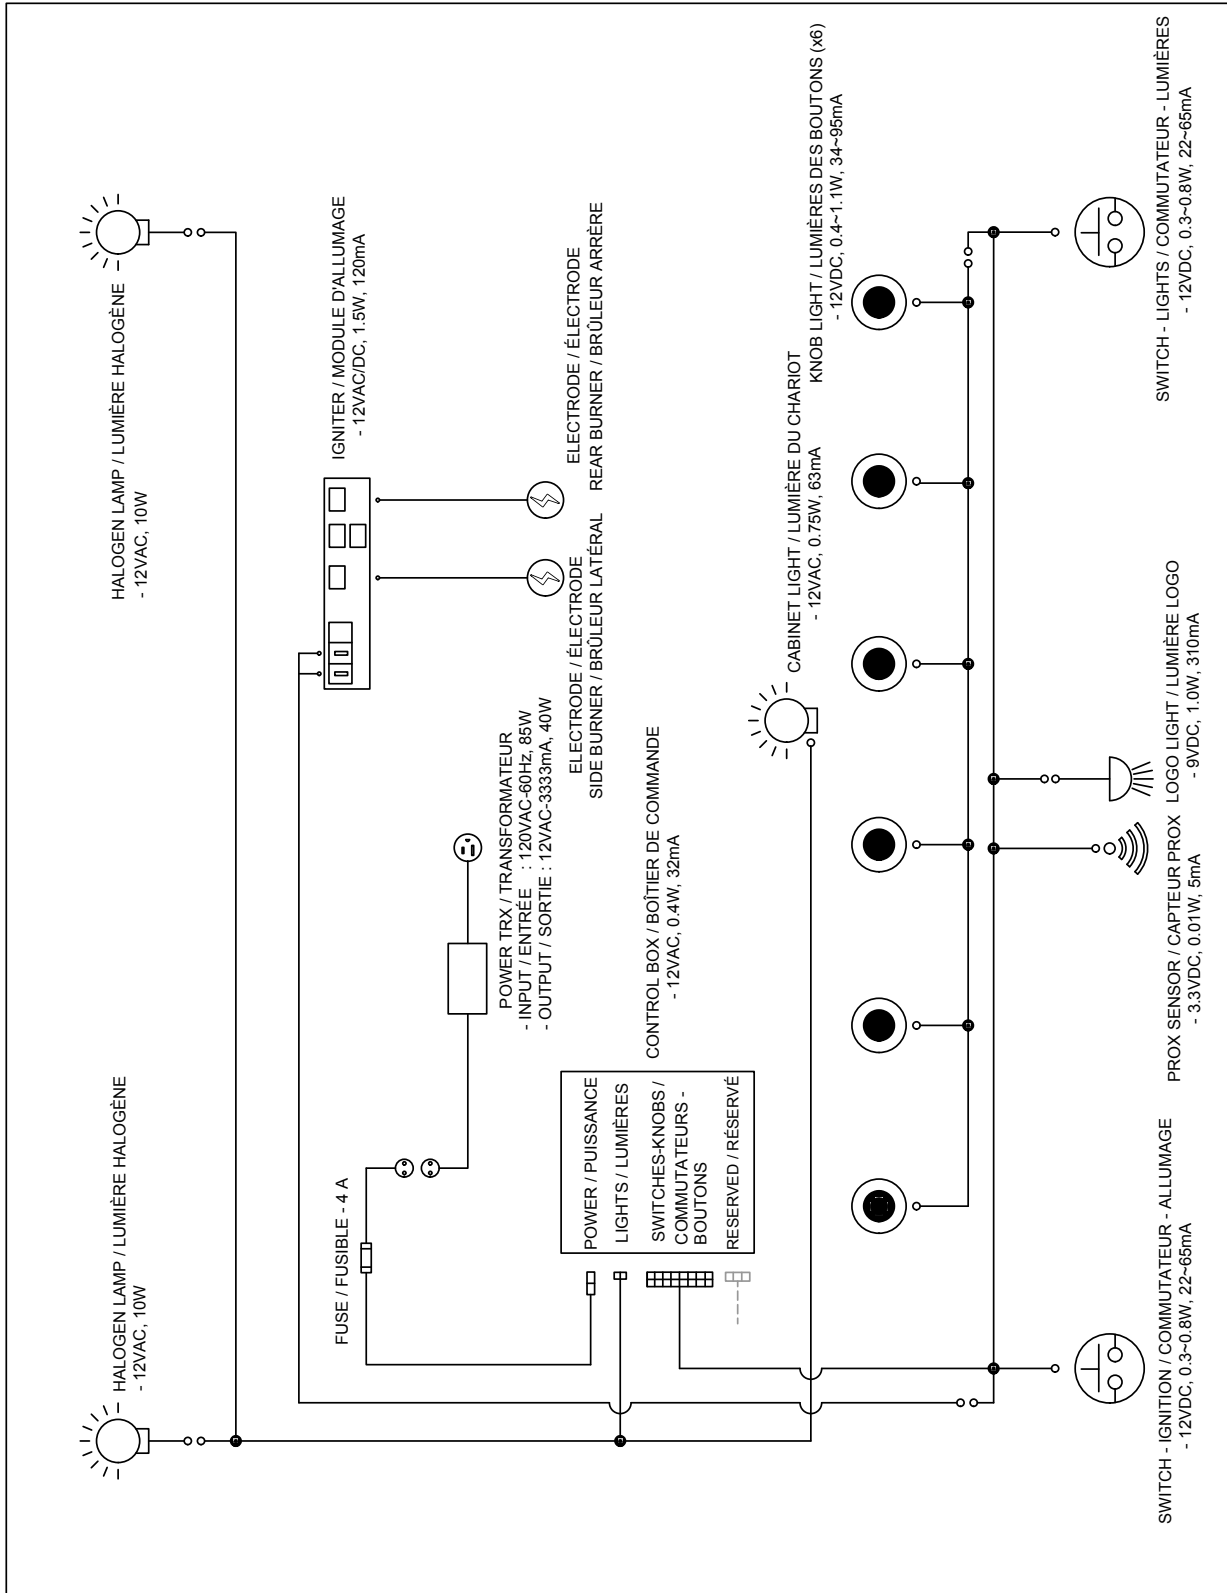 HALOGEN LAMP / LUMIÈRE HALOGÈNE
- 12VAC, 10W
HALOGEN LAMP / LUMIÈRE HALOGÈNE
- 12VAC, 10W
FUSE / FUSIBLE - 4 A
IGNITER / MODULE D'ALLUMAGE
- 12VAC/DC, 1.5W, 120mA
POWER TRX / TRANSFORMATEUR
- INPUT / ENTRÉE : 120VAC-60Hz, 85W
- OUTPUT / SORTIE : 12VAC-3333mA, 40W
ELECTRODE / ÉLECTRODE
SIDE BURNER / BRÛLEUR LATÉRAL
ELECTRODE / ÉLECTRODE
REAR BURNER / BRÛLEUR ARRÈRE
POWER / PUISSANCE
LIGHTS / LUMIÈRES
SWITCHES-KNOBS /
COMMUTATEURS -
BOUTONS
RESERVED / RÉSERVÉ
CONTROL BOX / BOÎTIER DE COMMANDE
- 12VAC, 0.4W, 32mA
CABINET LIGHT / LUMIÈRE DU CHARIOT
- 12VAC, 0.75W, 63mA
KNOB LIGHT / LUMIÈRES DES BOUTONS (x6)
- 12VDC, 0.4~1.1W, 34~95mA
SWITCH - IGNITION / COMMUTATEUR - ALLUMAGE
- 12VDC, 0.3~0.8W, 22~65mA
PROX SENSOR / CAPTEUR PROX
- 3.3VDC, 0.01W, 5mA
LOGO LIGHT / LUMIÈRE LOGO
- 9VDC, 1.0W, 310mA
SWITCH - LIGHTS / COMMUTATEUR - LUMIÈRES
- 12VDC, 0.3~0.8W, 22~65mA